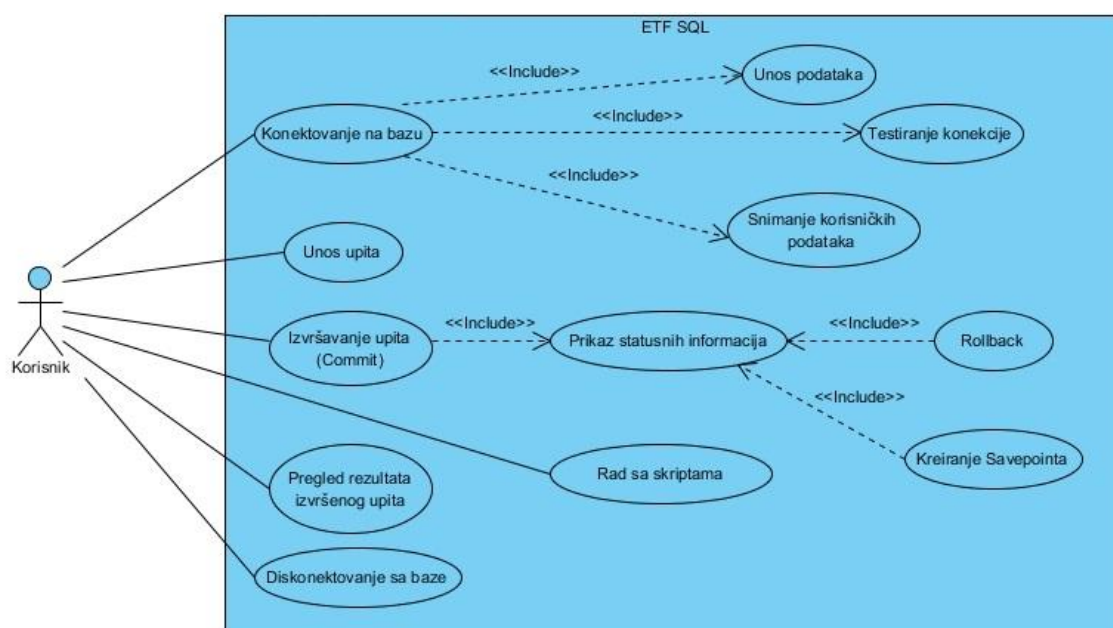 ETF SQL
<<Include>>
Unos podataka
Konektovanje na bazu
<<Include>>
Testiranje konekcije
<<Include>>
Snimanje korisničkih
podataka
Unos upita
Korisnik
Izvršavanje upita
(Commit)
<<Include>>
Prikaz statusnih informacija
<<Include>>
Rollback
<<Include>>
Kreiranje Savepointa
Pregled rezultata
izvršenog upita
Rad sa skriptama
Diskonektovanje sa baze